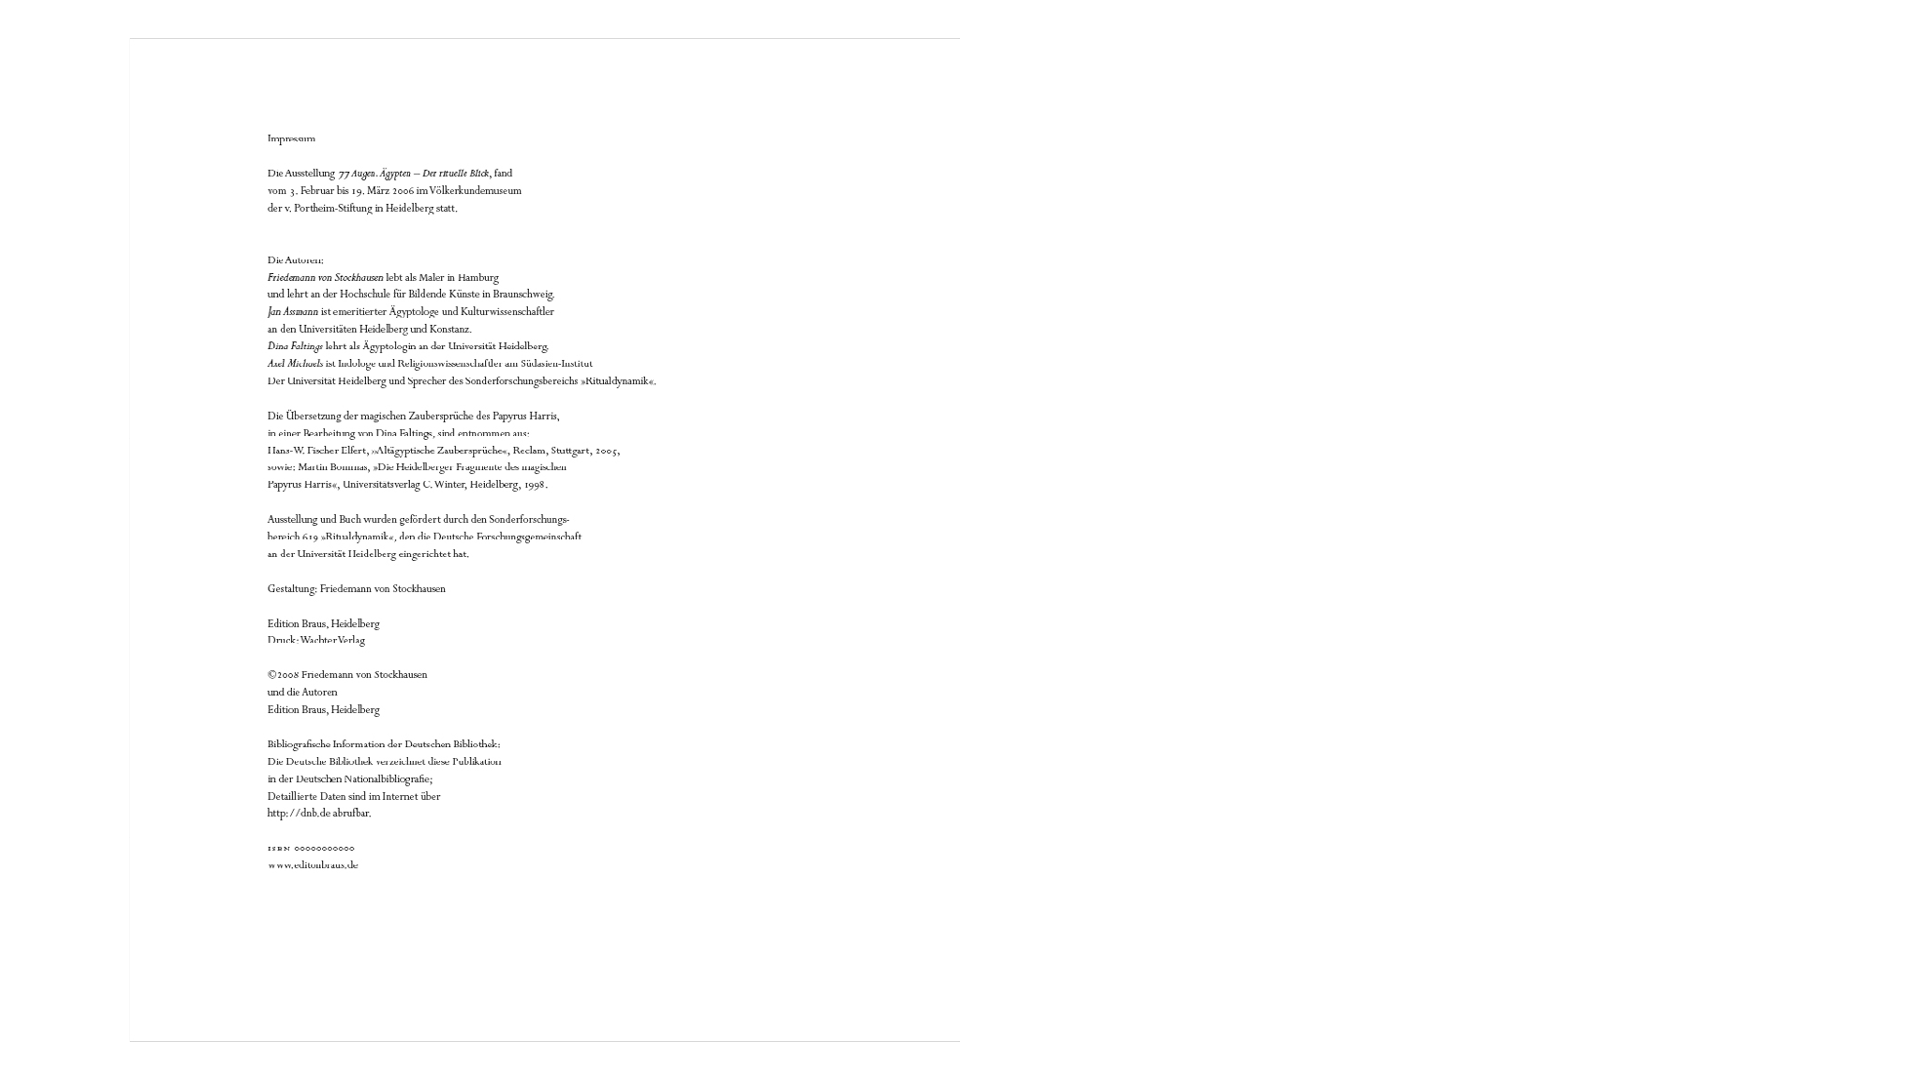 Impressum
Die Ausstellung 77 Augen. Ägypten – Der rituelle Blick, fand
vom 3. Februar bis 19. März 2006 im Völkerkundemuseum
der v. Portheim-Stiftung in Heidelberg statt.
Die Autoren:
Friedemann von Stockhausen lebt als Maler in Hamburg
und lehrt an der Hochschule für Bildende Künste in Braunschweig.
Jan Assmann ist emeritierter Ägyptologe und Kulturwissenschaftler
an den Universitäten Heidelberg und Konstanz.
Dina Faltings lehrt als Ägyptologin an der Universität Heidelberg.
Axel Michaels ist Indologe und Religionswissenschaftler am Südasien-Institut
Der Universität Heidelberg und Sprecher des Sonderforschungsbereichs »Ritualdynamik«.
Die Übersetzung der magischen Zaubersprüche des Papyrus Harris,
in einer Bearbeitung von Dina Faltings, sind entnommen aus:
Hans-W. Fischer Elfert, »Altägyptische Zaubersprüche«, Reclam, Stuttgart, 2005,
sowie: Martin Bommas, »Die Heidelberger Fragmente des magischen
Papyrus Harris«, Universitätsverlag C. Winter, Heidelberg, 1998.
Ausstellung und Buch wurden gefördert durch den Sonderforschungs-
bereich 619 »Ritualdynamik«, den die Deutsche Forschungsgemeinschaft
an der Universität Heidelberg eingerichtet hat.
Gestaltung: Friedemann von Stockhausen
Edition Braus, Heidelberg
Druck: Wachter Verlag
©2008 Friedemann von Stockhausen
und die Autoren
Edition Braus, Heidelberg
Bibliografische Information der Deutschen Bibliothek:
Die Deutsche Bibliothek verzeichnet diese Publikation
in der Deutschen Nationalbibliografie;
Detaillierte Daten sind im Internet über
http://dnb.de abrufbar.
ISBN 00000000000
www.editonbraus.de